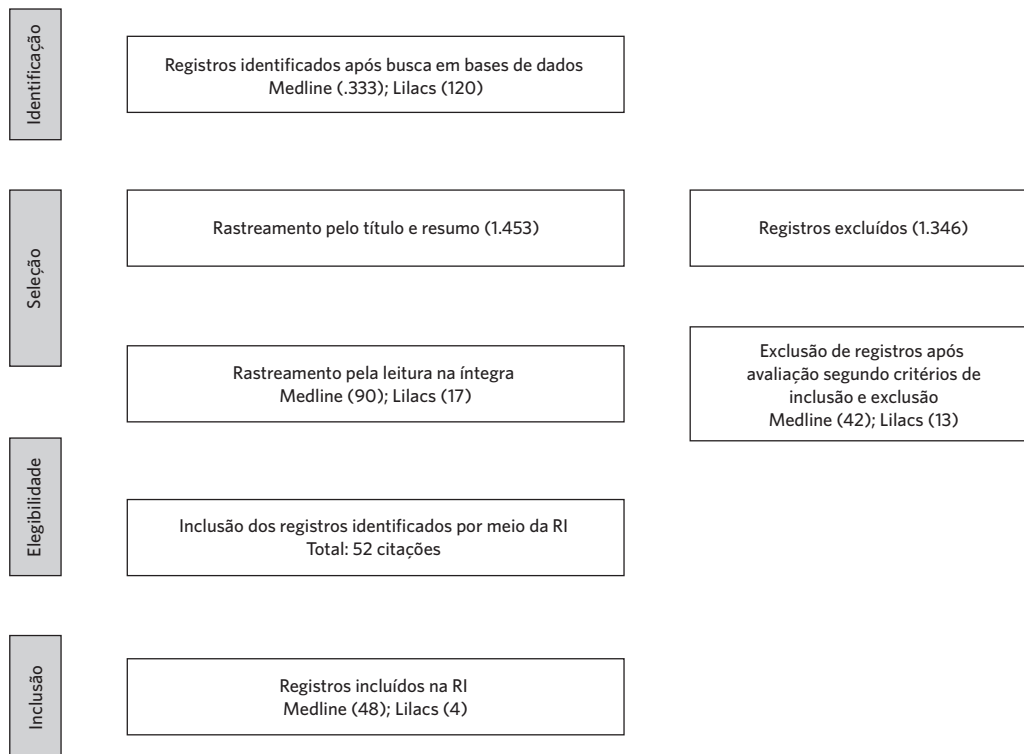 Identificação
Registros identificados após busca em bases de dados
Medline (.333); Lilacs (120)
Seleção
Rastreamento pelo título e resumo (1.453)
Registros excluídos (1.346)
Rastreamento pela leitura na íntegra
Medline (90); Lilacs (17)
Exclusão de registros após
avaliação segundo critérios de
inclusão e exclusão
Medline (42); Lilacs (13)
Elegibilidade
Inclusão dos registros identificados por meio da RI
Total: 52 citações
Inclusão
Registros incluídos na RI
Medline (48); Lilacs (4)